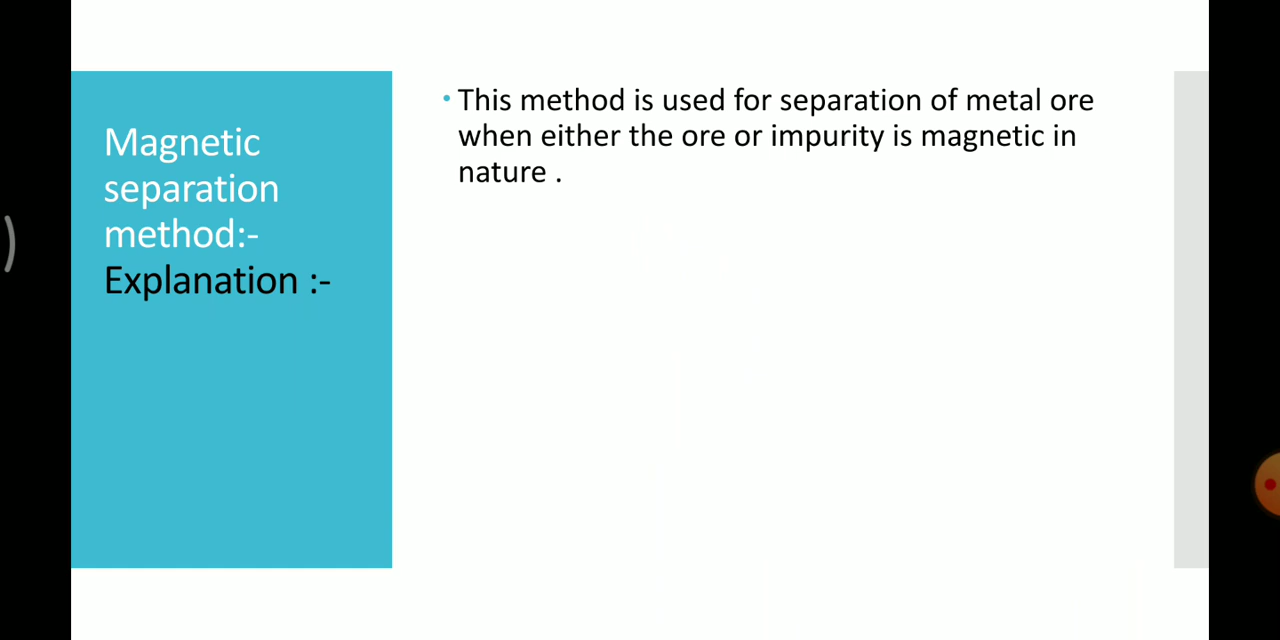 Magnetic
separation
method:-
Explanation :-
• This method is used for separation of metal ore
when either the ore or impurity is magnetic in
nature .